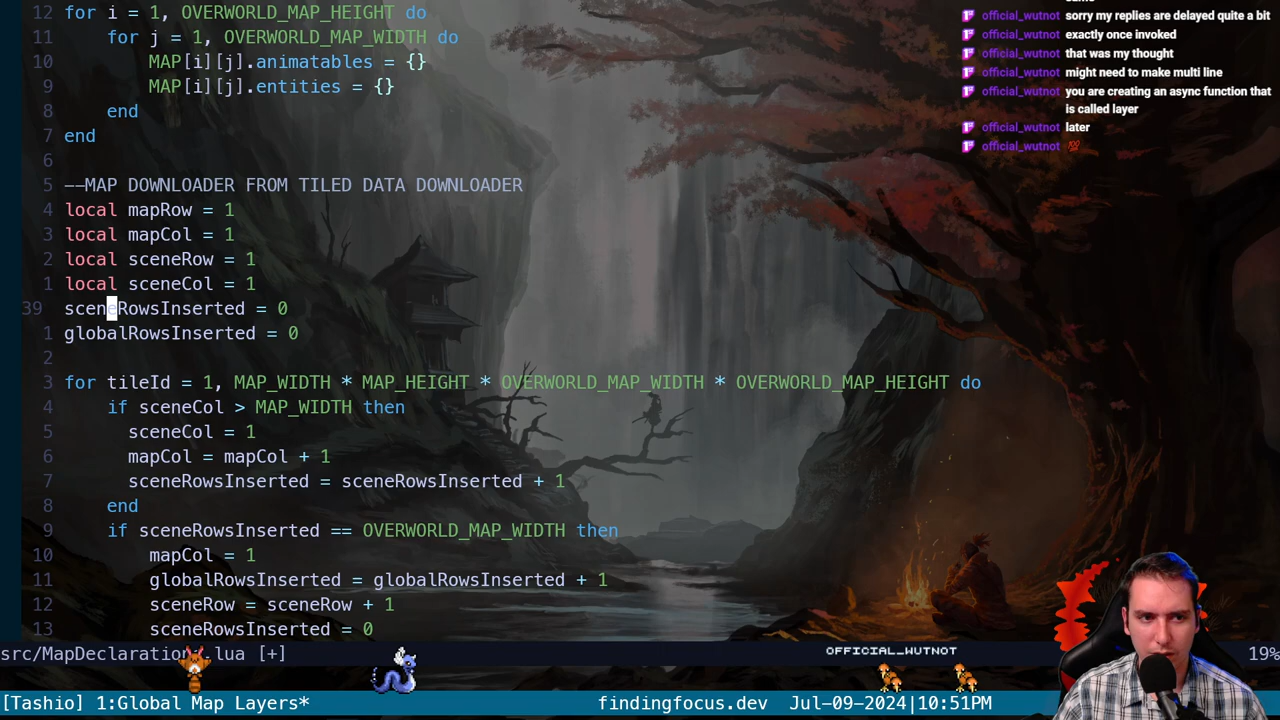 12 for i = 1, OVERWORLD_MAP_HEIGHT do
11 for j = 1, OVERWORLD_MAP_WIDTH do
10 MAP[i][j].animatables = {}
9 MAP[i][j].entities = {}
8 end
7 end
6
5 --MAP DOWNLOADER FROM TILED DATA DOWNLOADER
4 local mapRow = 1
3 local mapCol = 1
2 local sceneRow = 1
1 local sceneCol = 1
39 sceneRowsInserted = 0
1 globalRowsInserted = 0
2
3 for tileId = 1, MAP_WIDTH * MAP_HEIGHT * OVERWORLD_MAP_WIDTH * OVERWORLD_MAP_HEIGHT do
4 if sceneCol > MAP_WIDTH then
5 sceneCol = 1
6 mapCol = mapCol + 1
7 sceneRowsInserted = sceneRowsInserted + 1
8 end
9 if sceneRowsInserted == OVERWORLD_MAP_WIDTH then
10 mapCol = 1
11 globalRowsInserted = globalRowsInserted + 1
12 sceneRow = sceneRow + 1
13 sceneRowsInserted = 0
official_wutnot sorry my replies are delayed quite a bit
official_wutnot exactly once invoked
official_wutnot that was my thought
official_wutnot might need to make multi line
official_wutnot you are creating an async function that
is called layer
official_wutnot later
official_wutnot 💯
OFFICIAL_WUTNOT
.lua [+] 19%
[Tashio] 1:Global Map Layers* findingfocus.dev Jul-09-2024|10:51PM